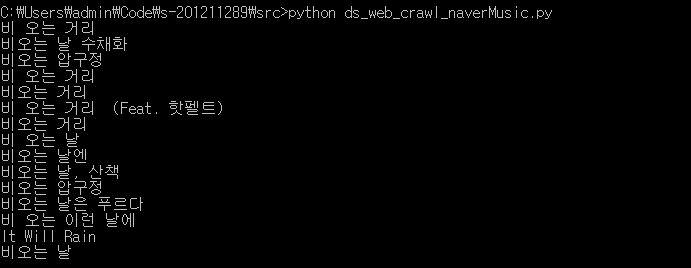 C:\Users\admin\Code\s-201211289\src>python ds_web_crawl_naverMusic.py
비 오는 거리
비오는 날 수채화
비오는 압구정
비 오는 거리
비 오는 거리
비 오는 거리 (Feat. 핫펠트)
비오는 거리
비 오는 날
비오는 날엔
비오는 날, 산책
비오는 압구정
비오는 날은 푸르다
비 오는 이런 날에
It Will Rain
비오는 날